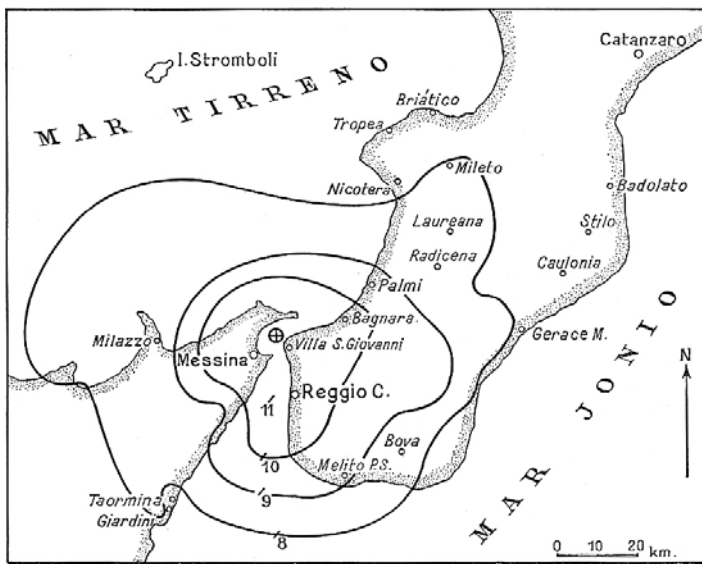 Catanzaro
I. Stromboli
MAR TIRRENO
Briático
Tropea
Mileto
Nicotera
Badolato
Laureana
Stilo
Radicena
Caulonia
Palmi
Bagnara
Gerace M.
Milazzo
Villa S. Giovanni
Messina
N
MAR JONIO
Reggio C.
11
Bova
10
Melito P.S.
Taormina
9
Giardini
8
0 10 20 km.